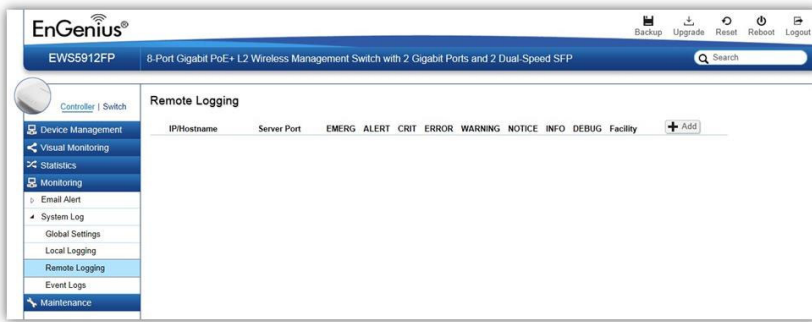 EnGenius®
Backup Upgrade Reset Reboot Logout
EWS5912FP
8-Port Gigabit PoE+ L2 Wireless Management Switch with 2 Gigabit Ports and 2 Dual-Speed SFP
Search
Controller | Switch
Remote Logging
IP/Hostname Server Port EMERG ALERT CRIT ERROR WARNING NOTICE INFO DEBUG Facility Add
Device Management
Visual Monitoring
Statistics
Monitoring
Email Alert
System Log
Global Settings
Local Logging
Remote Logging
Event Logs
Maintenance